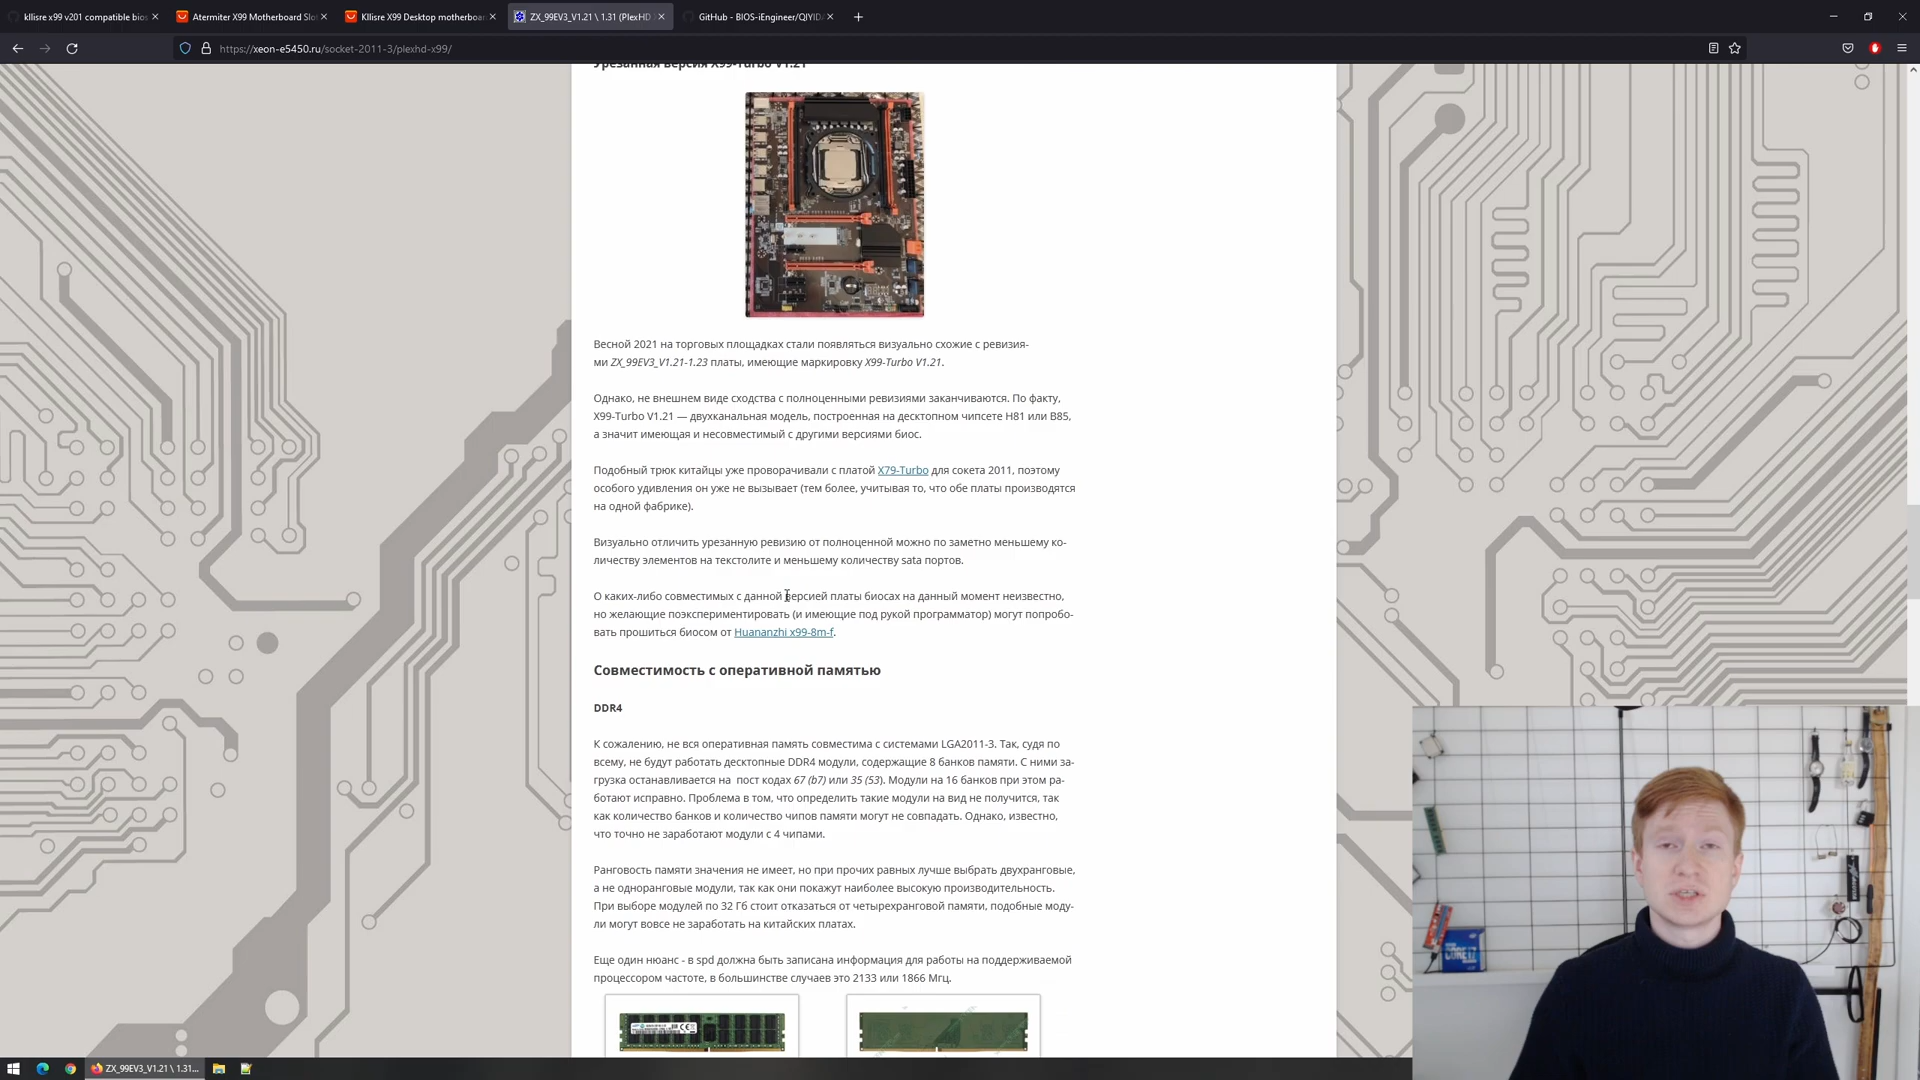 kllisre x99 v201 compatible bios
Atermiter X99 Motherboard Slo
Kllisre X99 Desktop motherboar
ZX_99EV3_V1.21 \ 1.31 (PlexHD
GitHub - BIOS-iEngineer/QIYIDA
https://xeon-e5450.ru/socket-2011-3/plexhd-x99/
Урезанная версия X99-Turbo V1.21
Весной 2021 на торговых площадках стали появляться визуально схожие с ревизия-
ми ZX_99EV3_V1.21-1.23 платы, имеющие маркировку X99-Turbo V1.21.
Однако, не внешнем виде сходства с полноценными ревизиями заканчиваются. По факту,
X99-Turbo V1.21 — двухканальная модель, построенная на десктопном чипсете H81 или B85,
а значит имеющая и несовместимый с другими версиями биос.
Подобный трюк китайцы уже проворачивали с платой X79-Turbo для сокета 2011, поэтому
особого удивления он уже не вызывает (тем более, учитывая то, что обе платы производятся
на одной фабрике).
Визуально отличить урезанную ревизию от полноценной можно по заметно меньшему ко-
личеству элементов на текстолите и меньшему количеству sata портов.
О каких-либо совместимых с данной версией платы биосах на данный момент неизвестно,
но желающие поэкспериментировать (и имеющие под рукой программатор) могут попробо-
вать прошиться биосом от Huananzhi x99-8m-f.
Совместимость с оперативной памятью
DDR4
К сожалению, не вся оперативная память совместима с системами LGA2011-3. Так, судя по
всему, не будут работать десктопные DDR4 модули, содержащие 8 банков памяти. С ними за-
грузка останавливается на пост кодах 67 (b7) или 35 (53). Модули на 16 банков при этом ра-
ботают исправно. Проблема в том, что определить такие модули на вид не получится, так
как количество банков и количество чипов памяти могут не совпадать. Однако, известно,
что точно не заработают модули с 4 чипами.
Ранговость памяти значения не имеет, но при прочих равных лучше выбрать двухранговые,
а не одноранговые модули, так как они покажут наиболее высокую производительность.
При выборе модулей по 32 Гб стоит отказаться от четырехранговой памяти, подобные моду-
ли могут вовсе не заработать на китайских платах.
Еще один нюанс - в spd должна быть записана информация для работы на поддерживаемой
процессором частоте, в большинстве случаев это 2133 или 1866 Мгц.
ZX_99EV3_V1.21 \ 1.31...